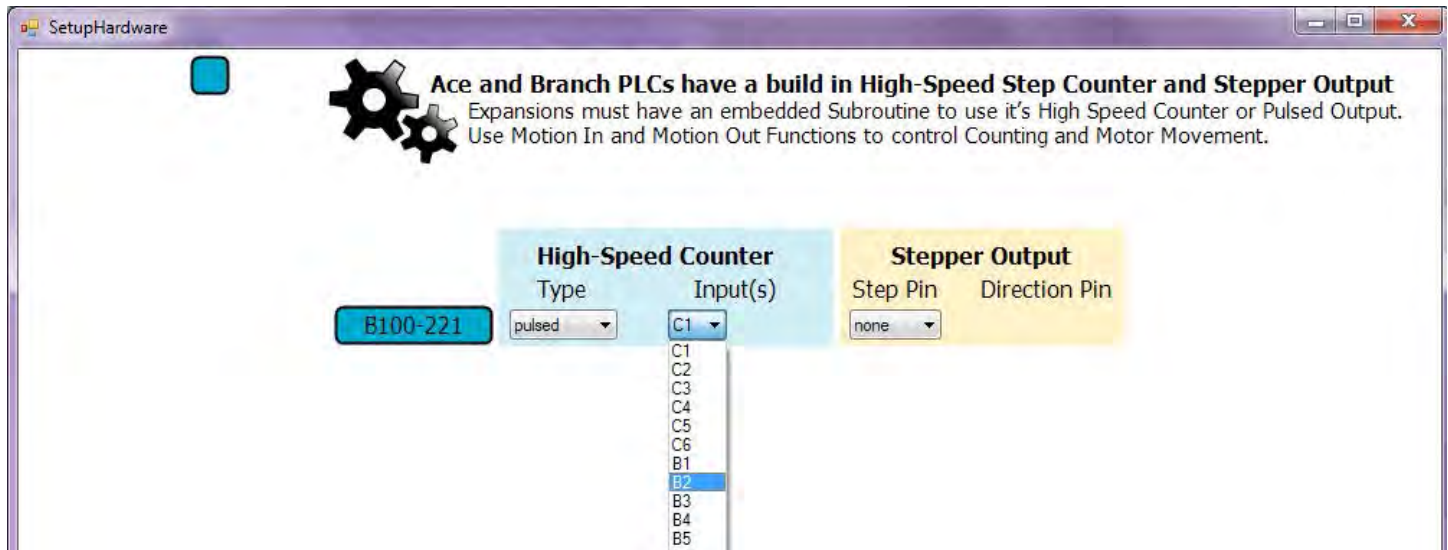 SetupHardware
Ace and Branch PLCs have a build in High-Speed Step Counter and Stepper Output
Expansions must have an embedded Subroutine to use it's High Speed Counter or Pulsed Output.
Use Motion In and Motion Out Functions to control Counting and Motor Movement.
High-Speed Counter Stepper Output
Type Input(s) Step Pin Direction Pin
B100-221 pulsed C1 none
C1
C2
C3
C4
C5
C6
B1
B2
B3
B4
B5